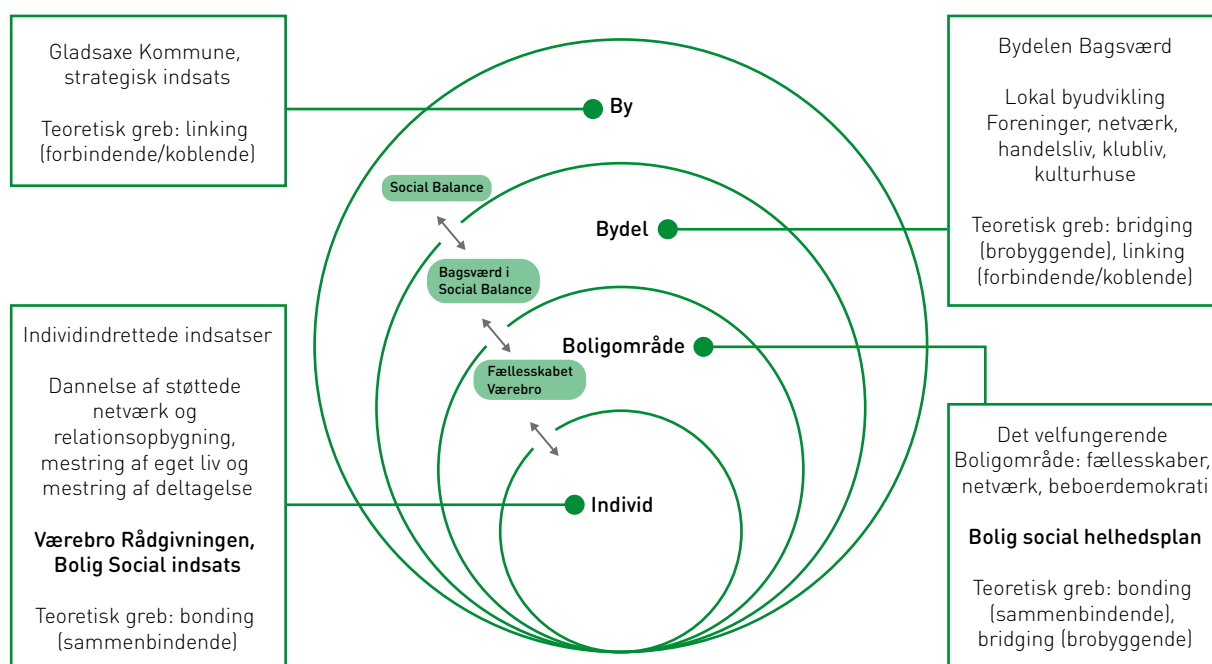 Gladsaxe Kommune,
strategisk indsats
Teoretisk greb: linking
(forbindende/koblende)
Bydelen Bagsværd
Lokal byudvikling
Foreninger, netværk,
handelsliv, klubliv,
kulturhuse
Teoretisk greb: bridging
(brobyggende), linking
(forbindende/koblende)
By
Social Balance
Bydel
Bagsværd i
Social Balance
Boligområde
Fællesskabet
Værebro
Individ
Individindrettede indsatser
Dannelse af støttede
netværk og
relationsopbygning,
mestring af eget liv og
mestring af deltagelse
Værebro Rådgivningen,
Bolig Social indsats
Teoretisk greb: bonding
(sammenbindende)
Det velfungerende
Boligområde: fællesskaber,
netværk, beboerdemokrati
Bolig social helhedsplan
Teoretisk greb: bonding
(sammenbindende),
bridging (brobyggende)